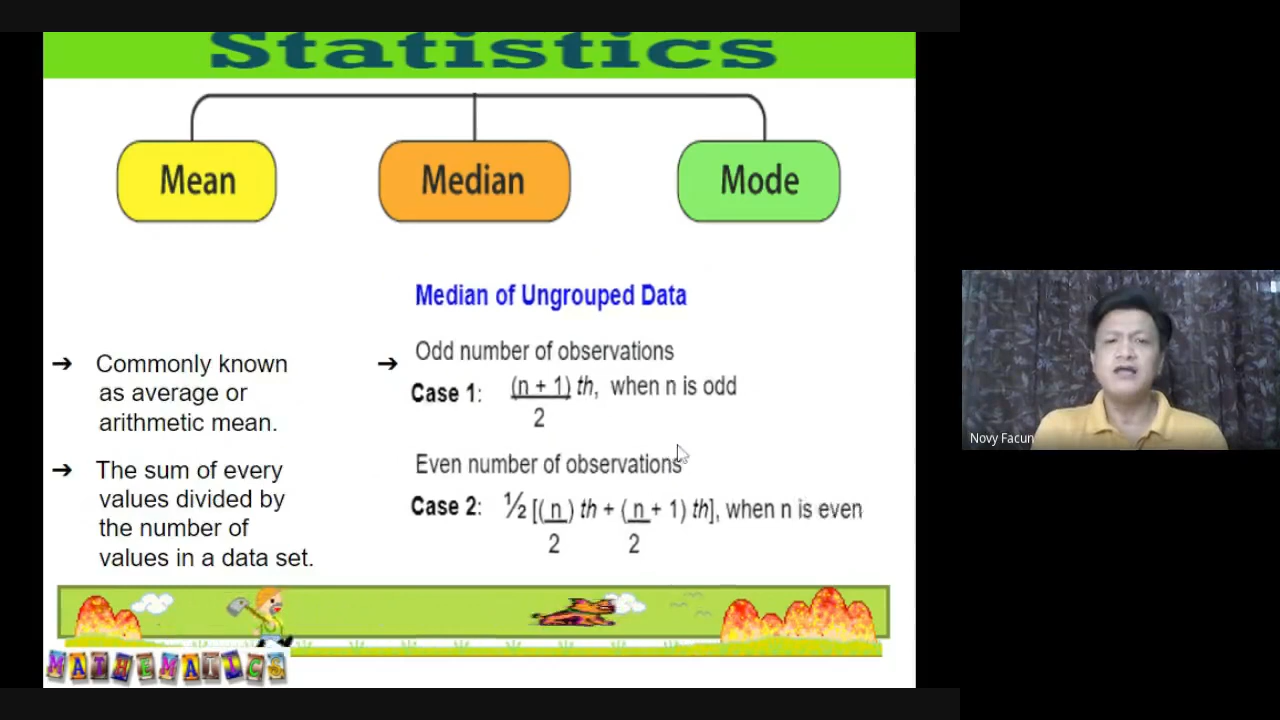 Statistics
Mean
Median
Mode
➔ Commonly known
as average or
arithmetic mean.
➔ The sum of every
values divided by
the number of
values in a data set.
Median of Ungrouped Data
➔ Odd number of observations
Case 1: (n + 1) th, when n is odd
2
Even number of observations
Case 2: ½ [( n ) th + ( n + 1) th], when n is even
2 2
MATHEMATICS
Novy Facun